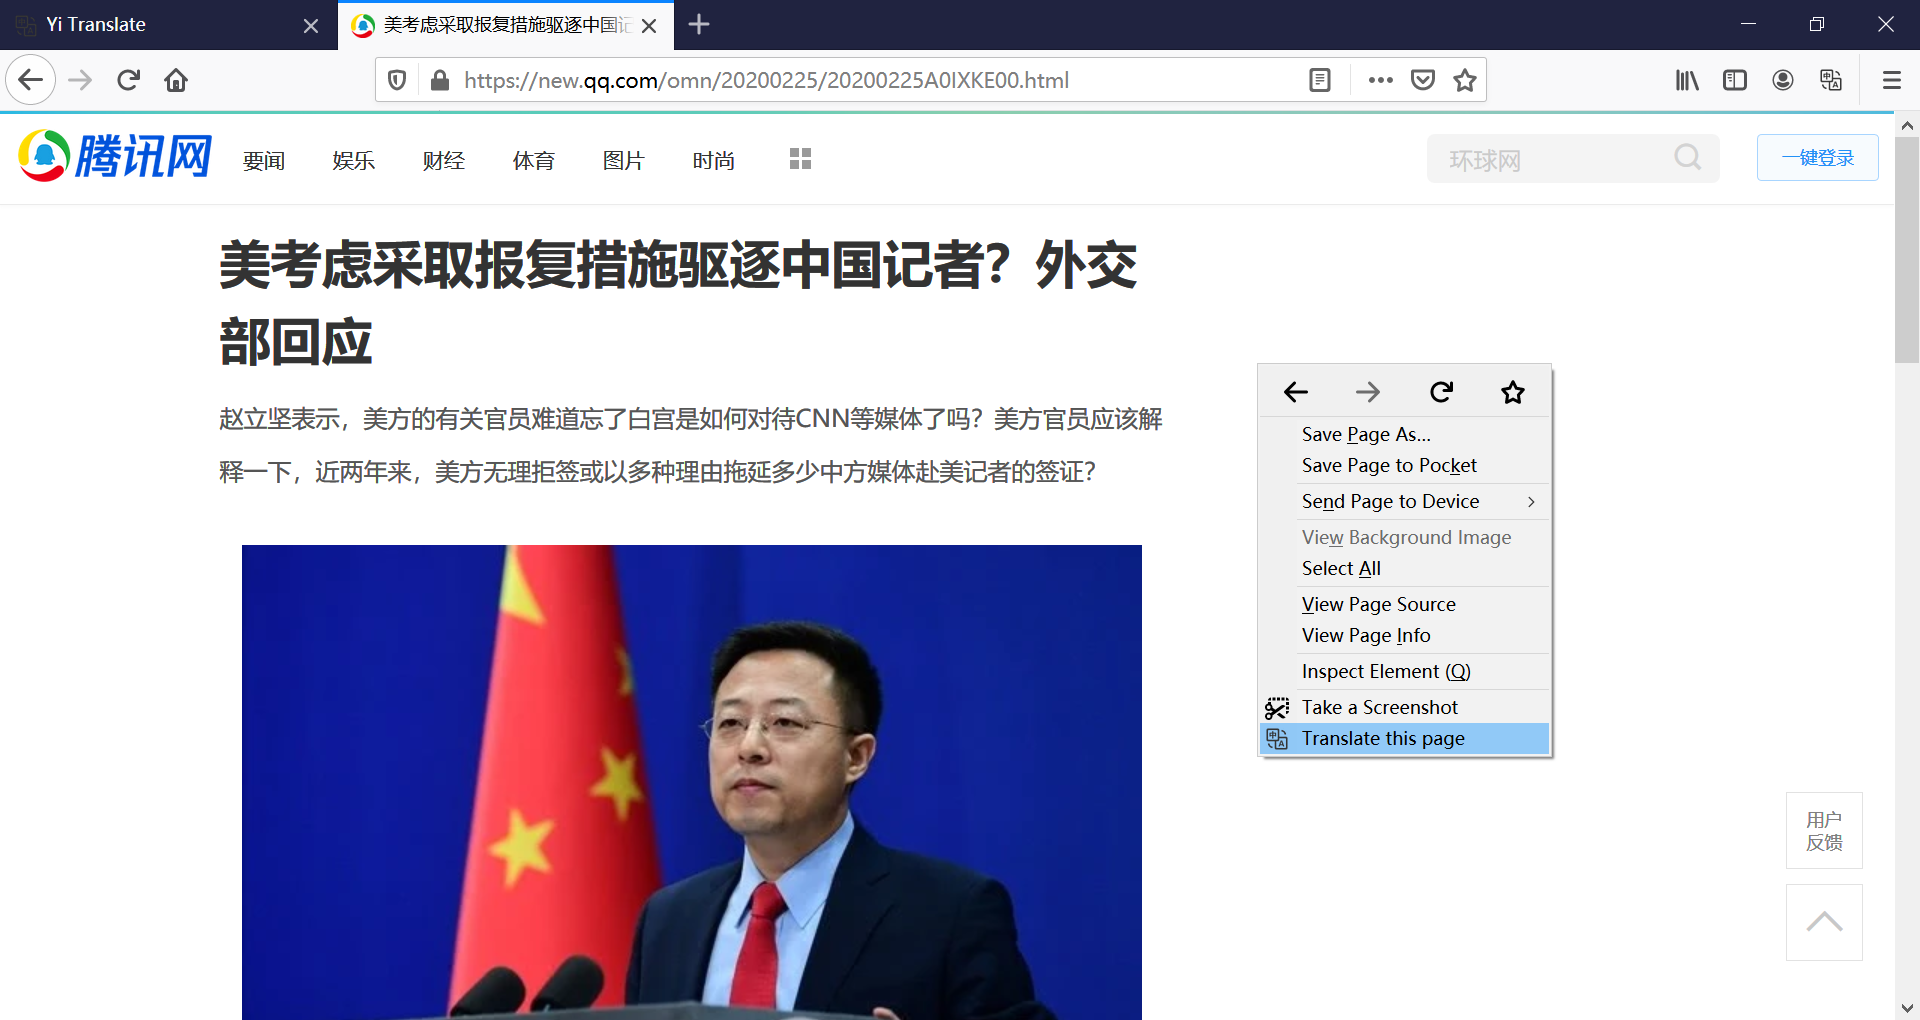 Yi Translate
美考虑采取报复措施驱逐中国记
https://new.qq.com/omn/20200225/20200225A0IXKE00.html
腾讯网
要闻 娱乐 财经 体育 图片 时尚
环球网
一键登录
美考虑采取报复措施驱逐中国记者？外交
部回应
赵立坚表示，美方的有关官员难道忘了白宫是如何对待CNN等媒体了吗？美方官员应该解
释一下，近两年来，美方无理拒签或以多种理由拖延多少中方媒体赴美记者的签证？
Save Page As...
Save Page to Pocket
Send Page to Device
View Background Image
Select All
View Page Source
View Page Info
Inspect Element (Q)
Take a Screenshot
Translate this page
用户
反馈